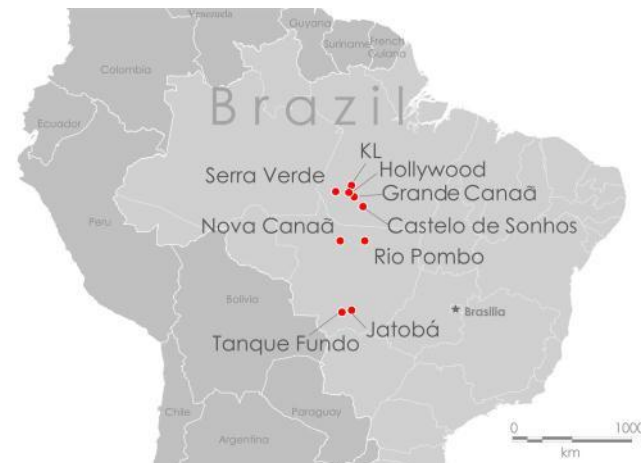 Venezuela
Guyana
Suriname
French
Guiana
Colombia
Ecuador
Brazil
KL
Hollywood
Serra Verde
Grande Canaã
Castelo de Sonhos
Nova Canaã
Rio Pombo
Peru
Bolivia
Brasilia
Jatobá
Tanque Fundo
Paraguay
Chile
Argentina
0 1000
km